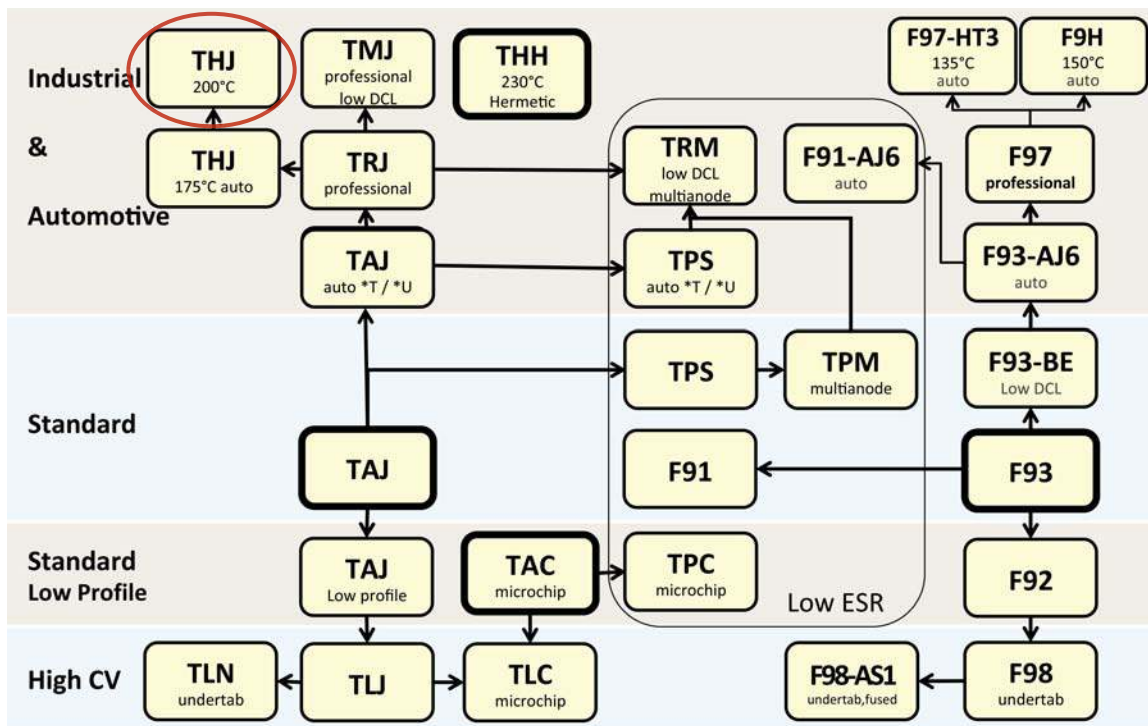 Industrial
&
Automotive
THJ
200°C
TMJ
professional
low DCL
THH
230°C
Hermetic
F97-HT3
135°C
auto
F9H
150°C
auto
THJ
175°C auto
TRJ
professional
TRM
low DCL
multianode
F91-AJ6
auto
F97
professional
TAJ
auto *T / *U
TPS
auto *T / *U
F93-AJ6
auto
Standard
TPS
TPM
multianode
F93-BE
Low DCL
TAJ
F91
F93
Standard
Low Profile
TAJ
Low profile
TAC
microchip
TPC
microchip
Low ESR
F92
High CV
TLN
undertab
TLJ
TLC
microchip
F98-AS1
undertab,fused
F98
undertab